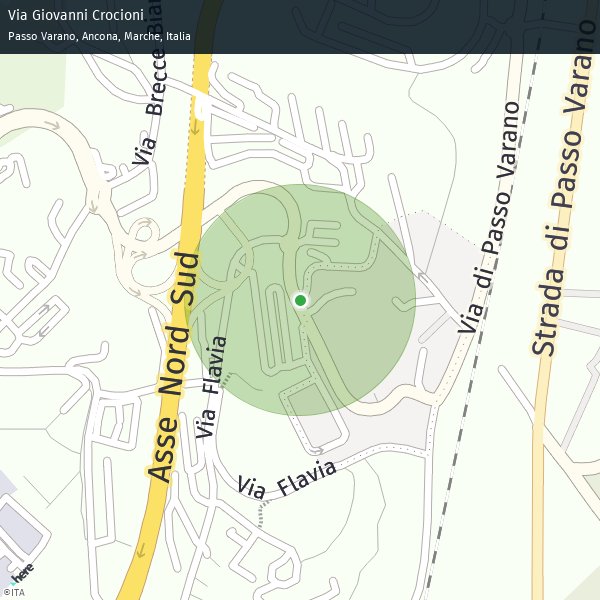 Via Giovanni Crocioni
Passo Varano, Ancona, Marche, Italia
Via Brecce Bian
Via di Passo Varano
Strada di Passo Varano
Asse Nord Sud
Via Flavia
Via Flavia
here
©ITA